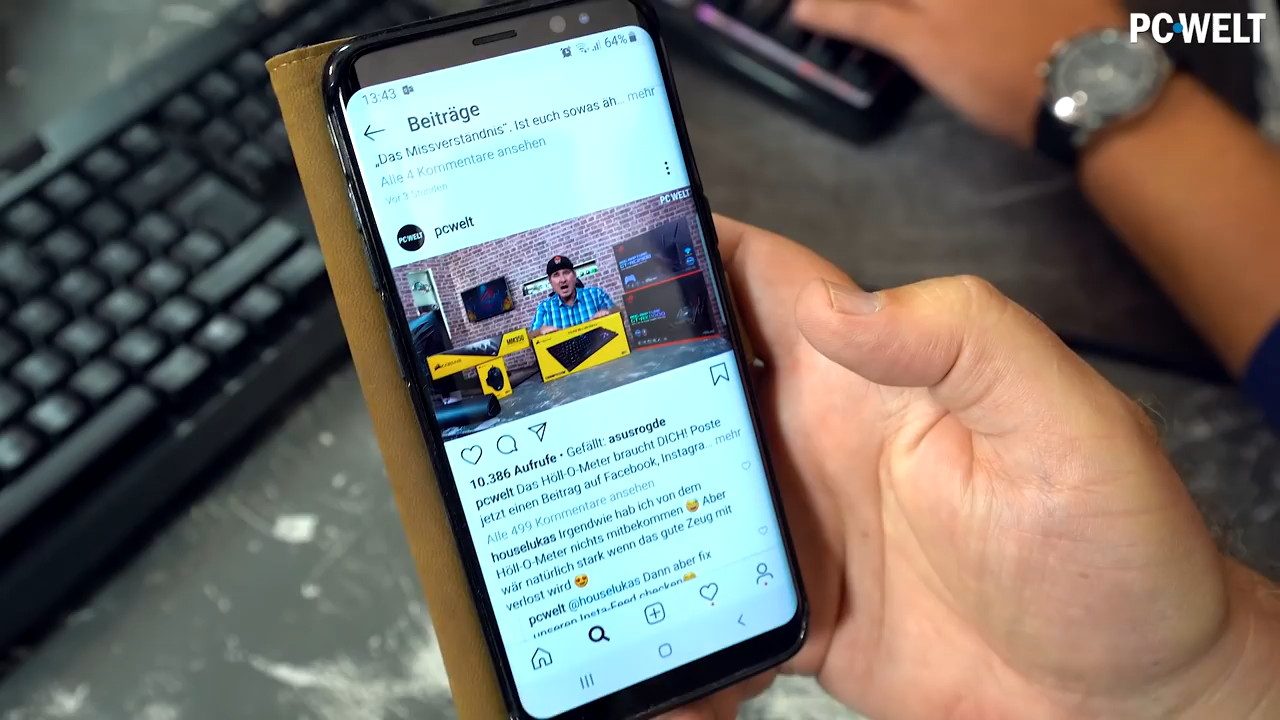 PC WELT
13:43
64%
Beiträge
„Das Missverständnis“. Ist euch sowas äh... mehr
Alle 4 Kommentare ansehen
Vor 3 Stunden
PCWELT
pcwelt
PC WELT
MM350
10.386 Aufrufe • Gefällt: asusrogde
pcwelt Das Höll-O-Meter braucht DICH! Poste
jetzt einen Beitrag auf Facebook, Instagra... mehr
Alle 499 Kommentare ansehen
houselukas Irgendwie hab ich von dem
Höll-O-Meter nichts mitbekommen 😅 Aber
wär natürlich stark wenn das gute Zeug mit
verlost wird 😍
pcwelt @houselukas Dann aber fix
unseren Insta-Feed checken